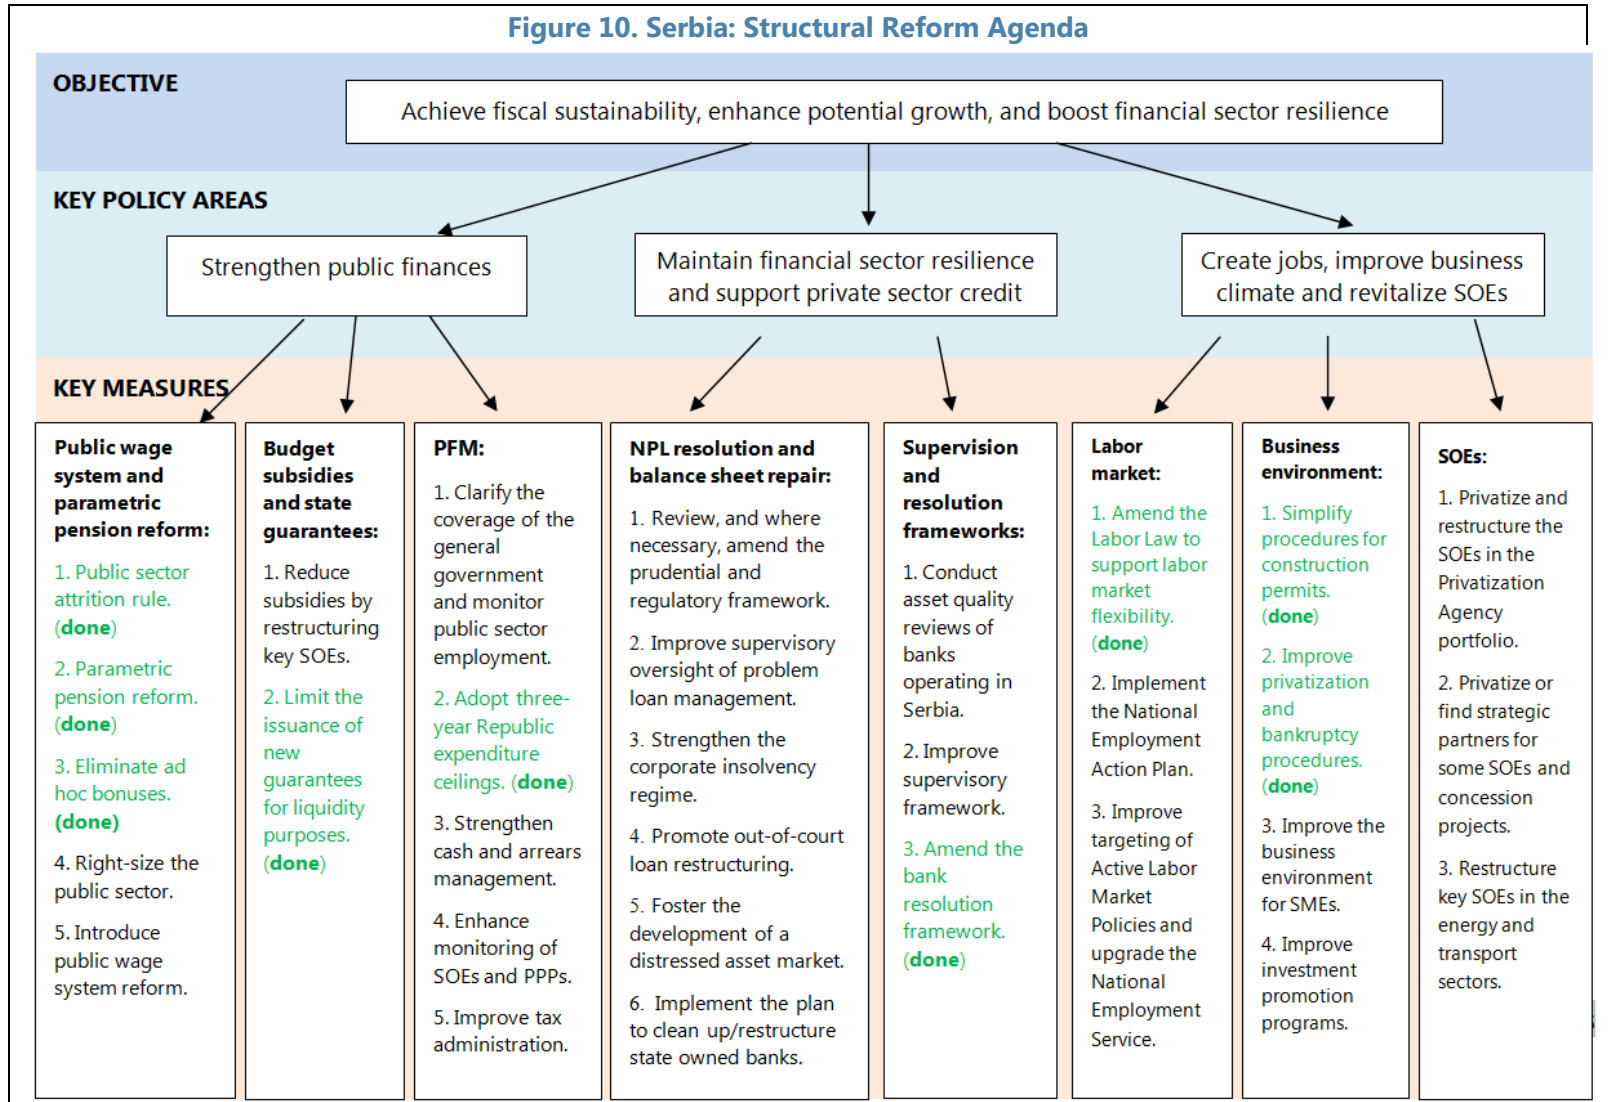 Figure 10. Serbia: Structural Reform Agenda
OBJECTIVE
Achieve fiscal sustainability, enhance potential growth, and boost financial sector resilience
KEY POLICY AREAS
Strengthen public finances
Maintain financial sector resilience
and support private sector credit
Create jobs, improve business
climate and revitalize SOEs
KEY MEASURES
Public wage
system and
parametric
pension reform:
1. Public sector
attrition rule.
(done)
2. Parametric
pension reform.
(done)
3. Eliminate ad
hoc bonuses.
(done)
4. Right-size the
public sector.
5. Introduce
public wage
system reform.
Budget
subsidies
and state
guarantees:
1. Reduce
subsidies by
restructuring
key SOEs.
2. Limit the
issuance of
new
guarantees
for liquidity
purposes.
(done)
PFM:
1. Clarify the
coverage of the
general
government
and monitor
public sector
employment.
2. Adopt three-
year Republic
expenditure
ceilings. (done)
3. Strengthen
cash and arrears
management.
4. Enhance
monitoring of
SOEs and PPPs.
5. Improve tax
administration.
NPL resolution and
balance sheet repair:
1. Review, and where
necessary, amend the
prudential and
regulatory framework.
2. Improve supervisory
oversight of problem
loan management.
3. Strengthen the
corporate insolvency
regime.
4. Promote out-of-court
loan restructuring.
5. Foster the
development of a
distressed asset market.
6. Implement the plan
to clean up/restructure
state owned banks.
Supervision
and
resolution
frameworks:
1. Conduct
asset quality
reviews of
banks
operating in
Serbia.
2. Improve
supervisory
framework.
3. Amend the
bank
resolution
framework.
(done)
Labor
market:
1. Amend the
Labor Law to
support labor
market
flexibility.
(done)
2. Implement
the National
Employment
Action Plan.
3. Improve
targeting of
Active Labor
Market
Policies and
upgrade the
National
Employment
Service.
Business
environment:
1. Simplify
procedures for
construction
permits.
(done)
2. Improve
privatization
and
bankruptcy
procedures.
(done)
3. Improve the
business
environment
for SMEs.
4. Improve
investment
promotion
programs.
SOEs:
1. Privatize and
restructure the
SOEs in the
Privatization
Agency
portfolio.
2. Privatize or
find strategic
partners for
some SOEs and
concession
projects.
3. Restructure
key SOEs in the
energy and
transport
sectors.